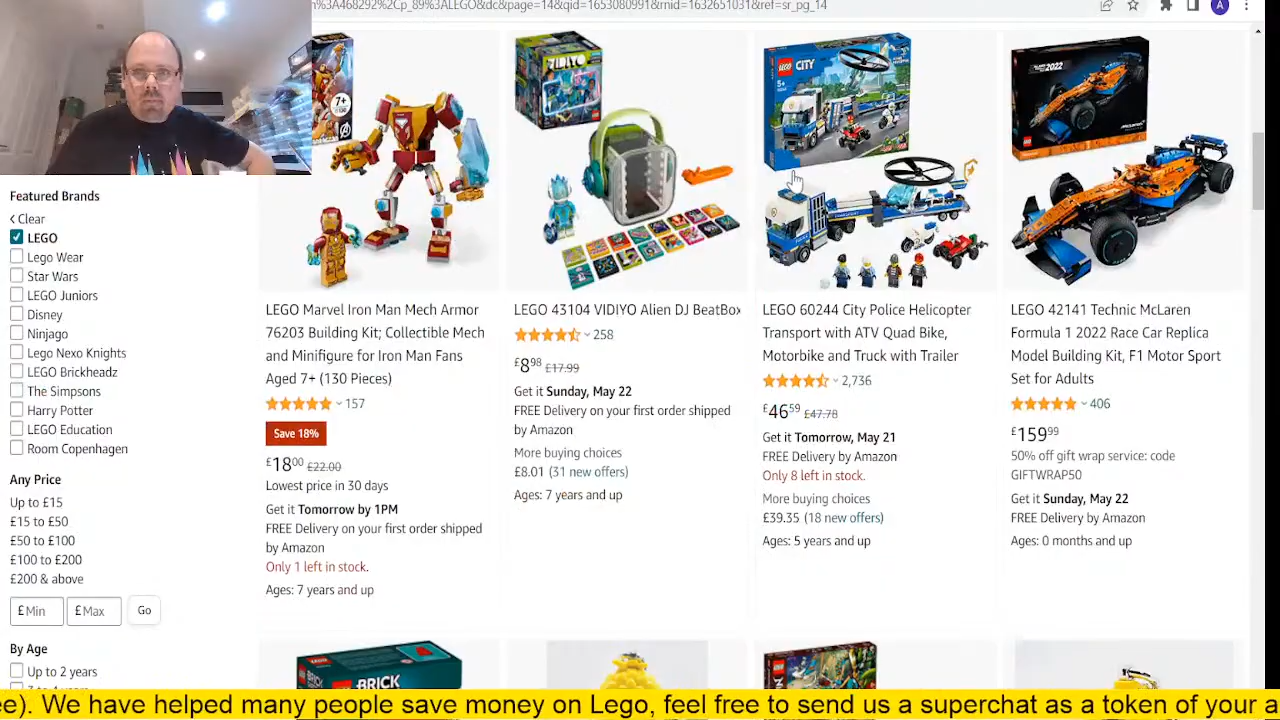 n%3A468292%2Cp_89%3ALEGO&dc&page=14&qid=1653080991&rnid=1632651031&ref=sr_pg_14
A
Featured Brands
Clear
LEGO
Lego Wear
Star Wars
LEGO Juniors
Disney
Ninjago
Lego Nexo Knights
LEGO Brickheadz
The Simpsons
Harry Potter
LEGO Education
Room Copenhagen
Any Price
Up to £15
£15 to £50
£50 to £100
£100 to £200
£200 & above
£ Min £ Max Go
By Age
Up to 2 years
7+
LEGO Marvel Iron Man Mech Armor
76203 Building Kit; Collectible Mech
and Minifigure for Iron Man Fans
Aged 7+ (130 Pieces)
157
Save 18%
£18⁰⁰ £22.00
Lowest price in 30 days
Get it Tomorrow by 1PM
FREE Delivery on your first order shipped
by Amazon
Only 1 left in stock.
Ages: 7 years and up
VIDIYO
LEGO 43104 VIDIYO Alien DJ BeatBox
258
£8⁹⁸ £17.99
Get it Sunday, May 22
FREE Delivery on your first order shipped
by Amazon
More buying choices
£8.01 (31 new offers)
Ages: 7 years and up
LEGO CITY
5+
LEGO 60244 City Police Helicopter
Transport with ATV Quad Bike,
Motorbike and Truck with Trailer
2,736
£46⁵⁹ £47.78
Get it Tomorrow, May 21
FREE Delivery by Amazon
Only 8 left in stock.
More buying choices
£39.35 (18 new offers)
Ages: 5 years and up
2022
LEGO 42141 Technic McLaren
Formula 1 2022 Race Car Replica
Model Building Kit, F1 Motor Sport
Set for Adults
406
£159⁹⁹
50% off gift wrap service: code
GIFTWRAP50
Get it Sunday, May 22
FREE Delivery by Amazon
Ages: 0 months and up
BRICK
ee). We have helped many people save money on Lego, feel free to send us a superchat as a token of your a